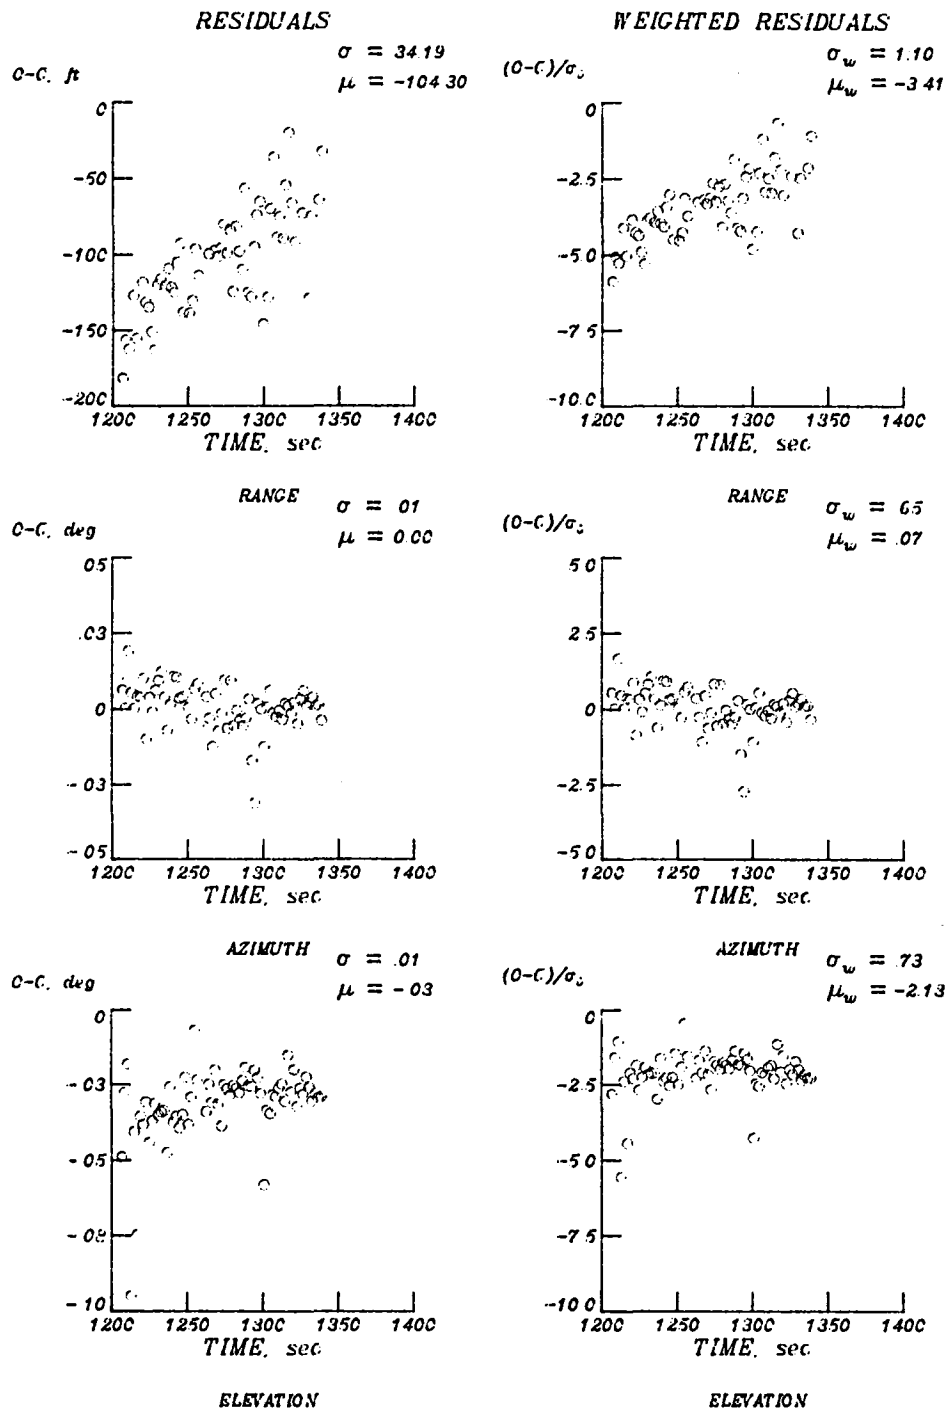 RESIDUALS
σ = 34.19
μ = -104.30
O-C, ft
0
-50
-100
-150
-200
1200 1250 1300 1350 1400
TIME, sec
RANGE
WEIGHTED RESIDUALS
σw = 1.10
μw = -3.41
(O-C)/σ
0
-2.5
-5.0
-7.5
-10.0
1200 1250 1300 1350 1400
TIME, sec
RANGE
σ = .01
μ = 0.00
O-C, deg
.05
.03
0
-.03
-.05
1200 1250 1300 1350 1400
TIME, sec
AZIMUTH
σw = .65
μw = .07
(O-C)/σ
5.0
2.5
0
-2.5
-5.0
1200 1250 1300 1350 1400
TIME, sec
AZIMUTH
σ = .01
μ = -.03
O-C, deg
0
-.03
-.05
-.08
-.10
1200 1250 1300 1350 1400
TIME, sec
ELEVATION
σw = .73
μw = -2.13
(O-C)/σ
0
-2.5
-5.0
-7.5
-10.0
1200 1250 1300 1350 1400
TIME, sec
ELEVATION